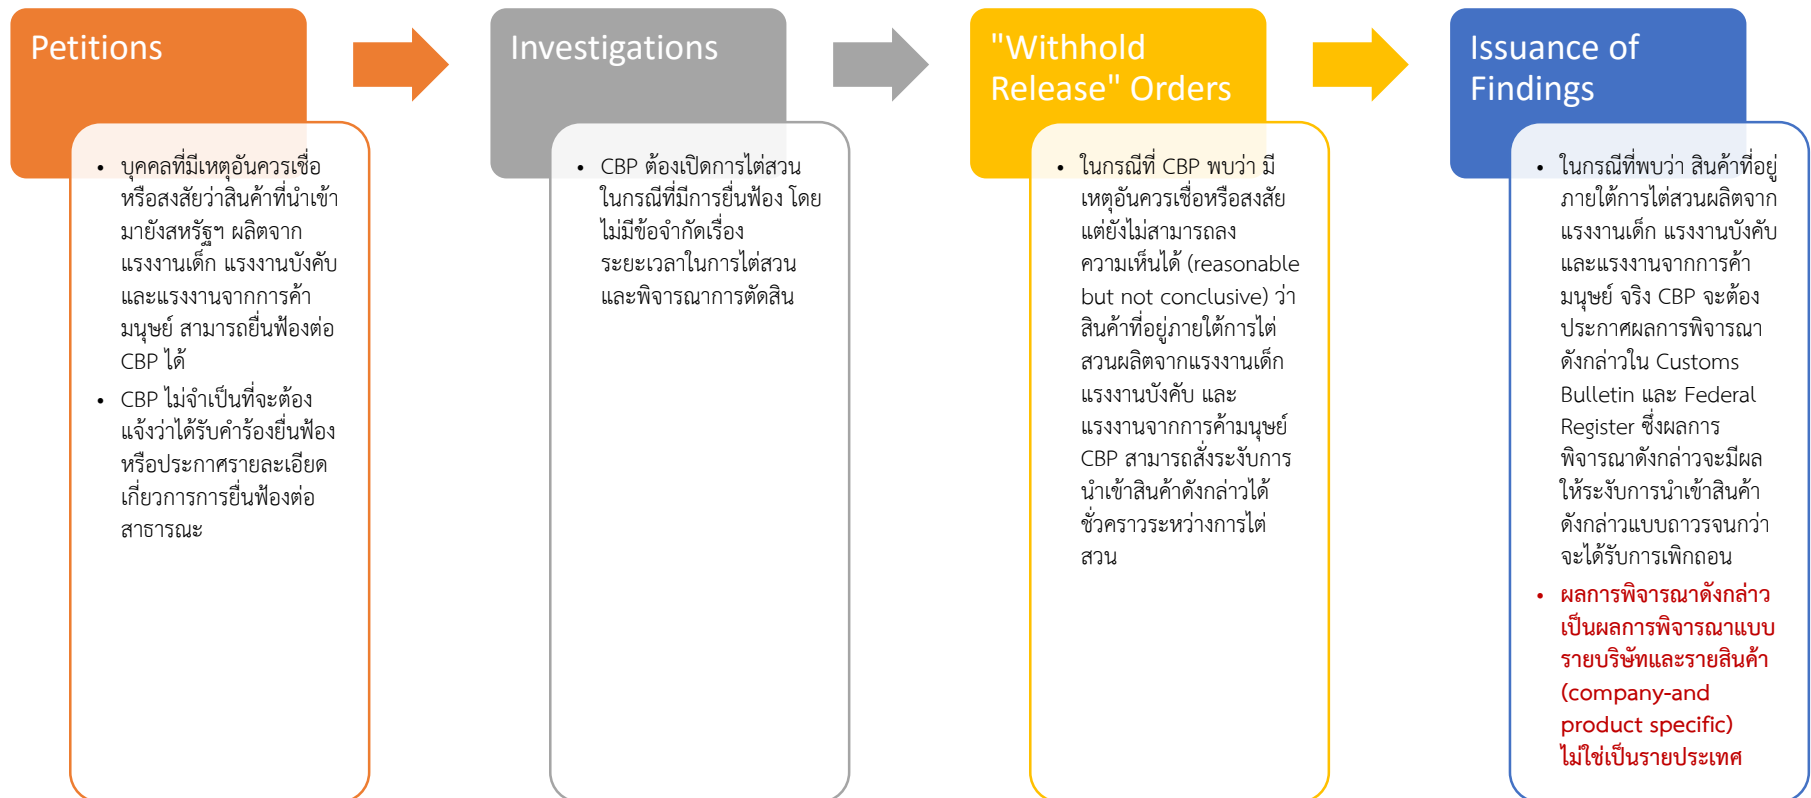 Petitions
• บุคคลที่มีเหตุอันควรเชื่อ
หรือสงสัยว่าสินค้าที่นำเข้า
มายังสหรัฐฯ ผลิตจาก
แรงงานเด็ก แรงงานบังคับ
และแรงงานจากการค้า
มนุษย์ สามารถยื่นฟ้องต่อ
CBP ได้
• CBP ไม่จำเป็นที่จะต้อง
แจ้งว่าได้รับคำร้องยื่นฟ้อง
หรือประกาศรายละเอียด
เกี่ยวการการยื่นฟ้องต่อ
สาธารณะ
Investigations
• CBP ต้องเปิดการไต่สวน
ในกรณีที่มีการยื่นฟ้อง โดย
ไม่มีข้อจำกัดเรื่อง
ระยะเวลาในการไต่สวน
และพิจารณาการตัดสิน
"Withhold
Release" Orders
• ในกรณีที่ CBP พบว่า มี
เหตุอันควรเชื่อหรือสงสัย
แต่ยังไม่สามารถลง
ความเห็นได้ (reasonable
but not conclusive) ว่า
สินค้าที่อยู่ภายใต้การไต่
สวนผลิตจากแรงงานเด็ก
แรงงานบังคับ และ
แรงงานจากการค้ามนุษย์
CBP สามารถสั่งระงับการ
นำเข้าสินค้าดังกล่าวได้
ชั่วคราวระหว่างการไต่
สวน
Issuance of
Findings
• ในกรณีที่พบว่า สินค้าที่อยู่
ภายใต้การไต่สวนผลิตจาก
แรงงานเด็ก แรงงานบังคับ
และแรงงานจากการค้า
มนุษย์ จริง CBP จะต้อง
ประกาศผลการพิจารณา
ดังกล่าวใน Customs
Bulletin และ Federal
Register ซึ่งผลการ
พิจารณาดังกล่าวจะมีผล
ให้ระงับการนำเข้าสินค้า
ดังกล่าวแบบถาวรจนกว่า
จะได้รับการเพิกถอน
• ผลการพิจารณาดังกล่าว
เป็นผลการพิจารณาแบบ
รายบริษัทและรายสินค้า
(company-and
product specific)
ไม่ใช่เป็นรายประเทศ